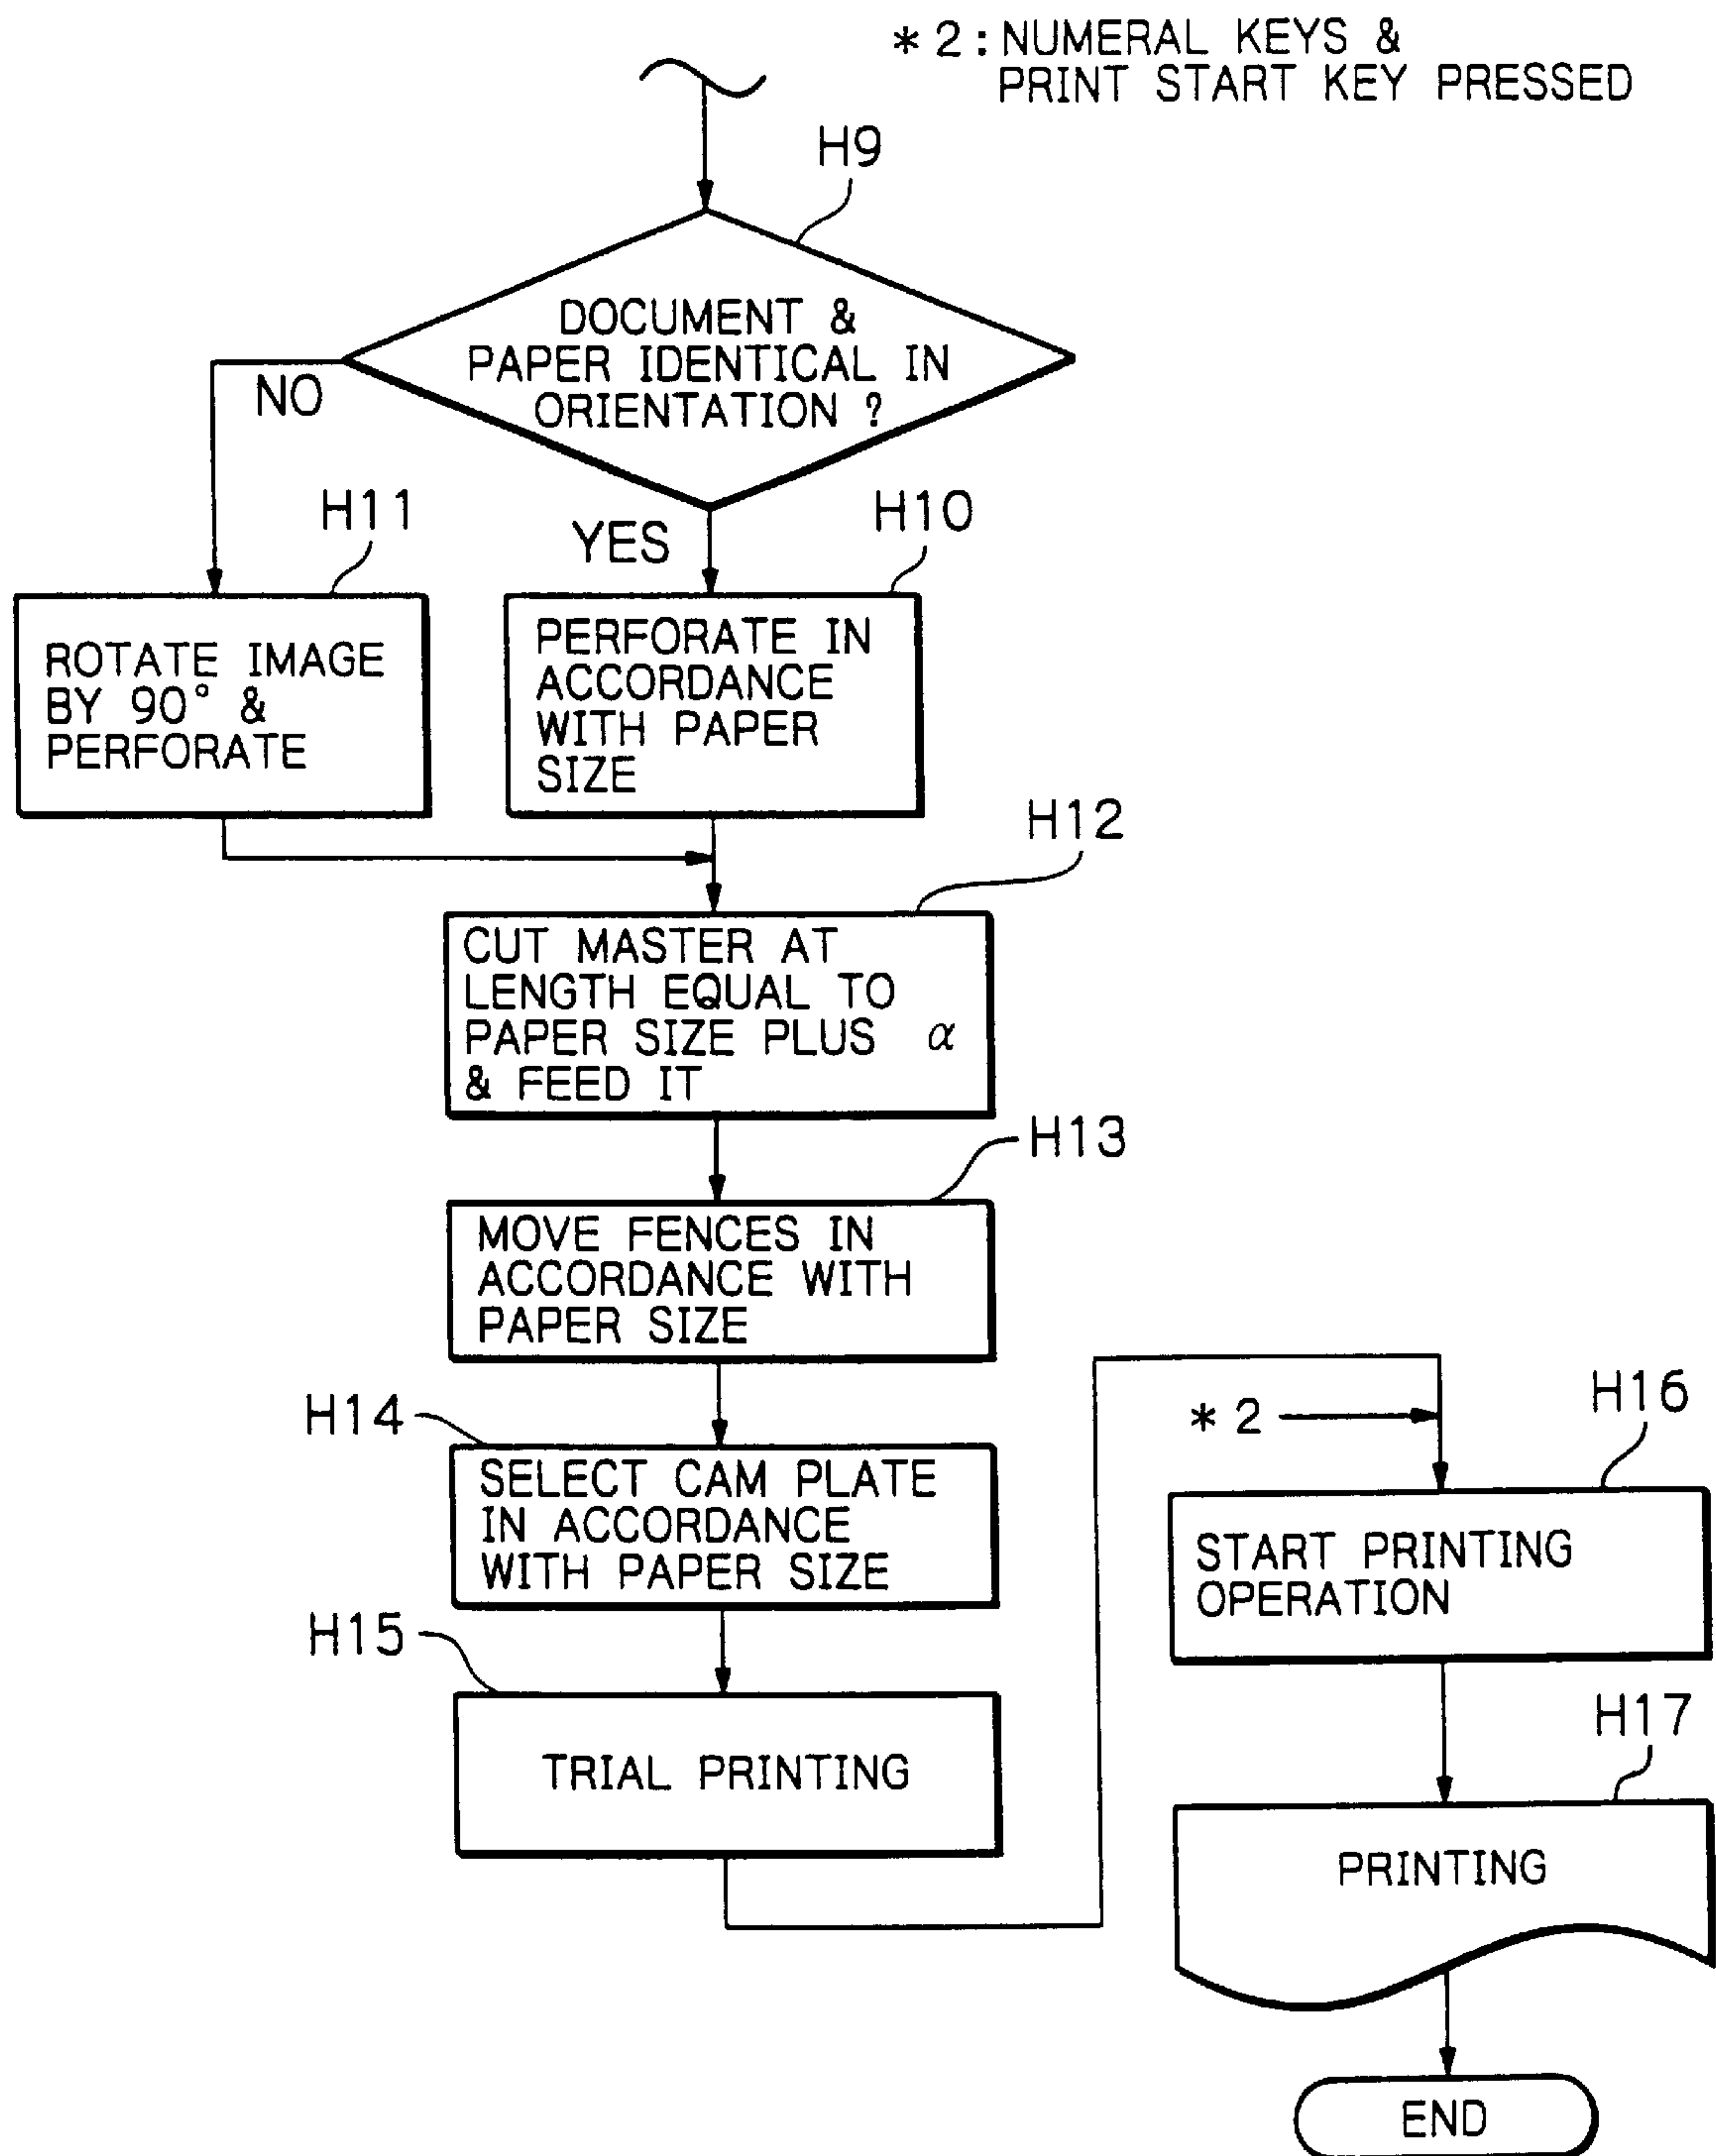 *2: NUMERAL KEYS &
PRINT START KEY PRESSED
H9
DOCUMENT &
PAPER IDENTICAL IN
ORIENTATION ?
NO
YES
H11
ROTATE IMAGE
BY 90° &
PERFORATE
H10
PERFORATE IN
ACCORDANCE
WITH PAPER
SIZE
H12
CUT MASTER AT
LENGTH EQUAL TO
PAPER SIZE PLUS α
& FEED IT
H13
MOVE FENCES IN
ACCORDANCE WITH
PAPER SIZE
H14
SELECT CAM PLATE
IN ACCORDANCE
WITH PAPER SIZE
H15
TRIAL PRINTING
*2
H16
START PRINTING
OPERATION
H17
PRINTING
END